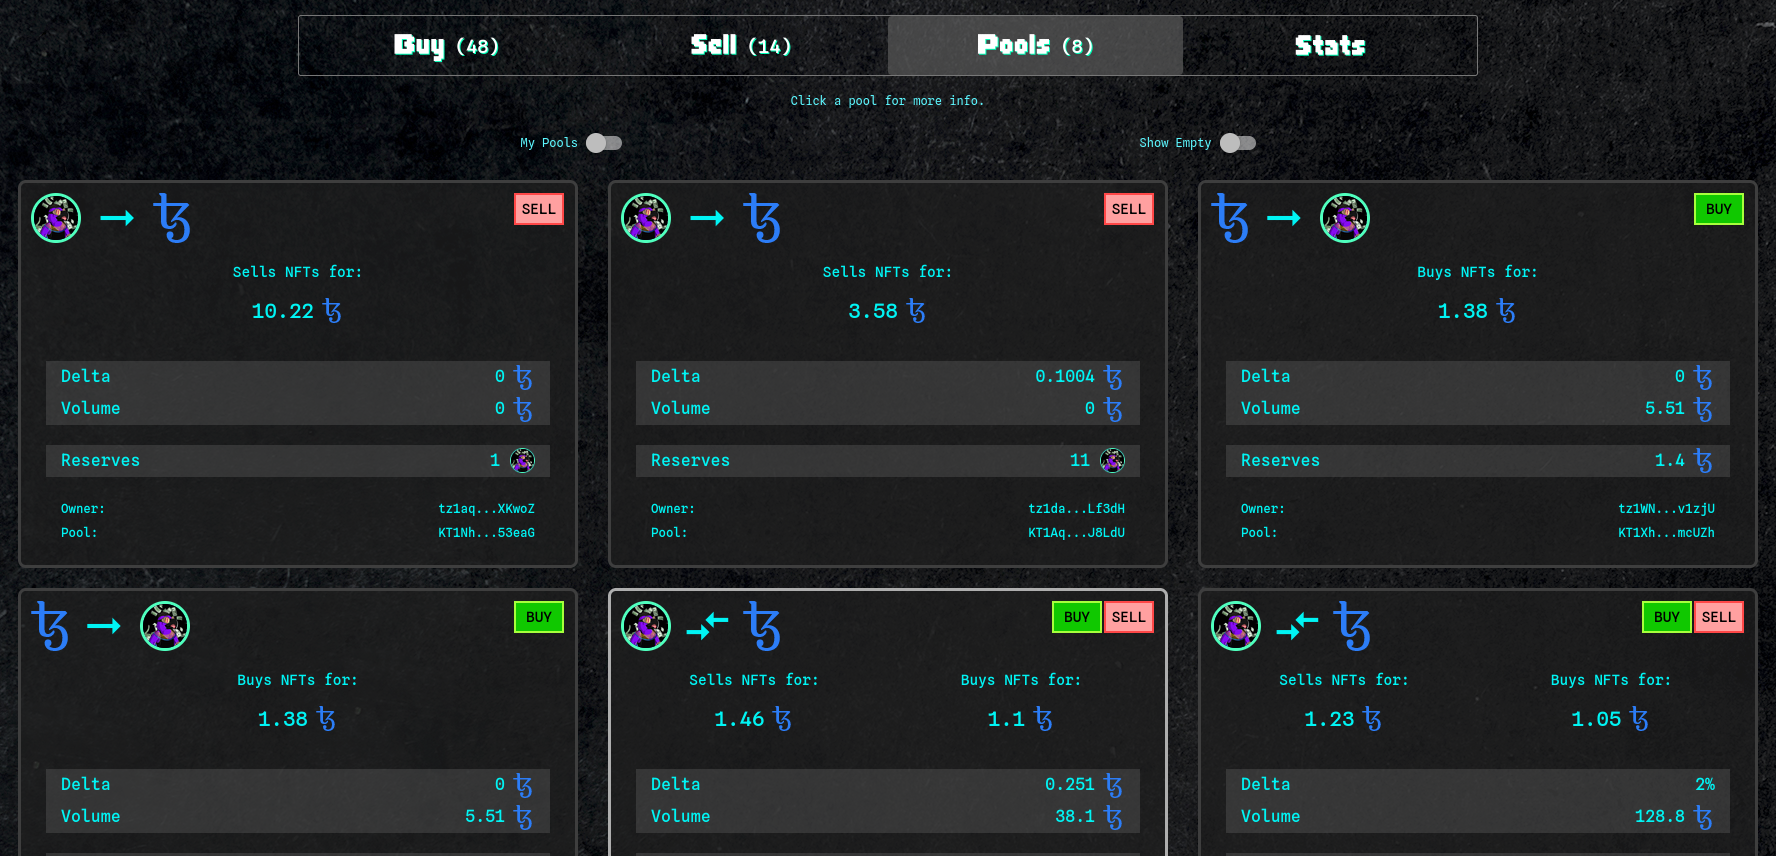 Buy (48) Sell (14) Pools (8) Stats
Click a pool for more info.
My Pools Show Empty
SELL
Sells NFTs for:
10.22 ꜩ
Delta 0 ꜩ
Volume 0 ꜩ
Reserves 1
Owner: tz1aq...XKwoZ
Pool: KT1Nh...53eaG
SELL
Sells NFTs for:
3.58 ꜩ
Delta 0.1004 ꜩ
Volume 0 ꜩ
Reserves 11
Owner: tz1da...Lf3dH
Pool: KT1Aq...J8LdU
BUY
Buys NFTs for:
1.38 ꜩ
Delta 0 ꜩ
Volume 5.51 ꜩ
Reserves 1.4 ꜩ
Owner: tz1WN...v1zjU
Pool: KT1Xh...mcUZh
BUY
Buys NFTs for:
1.38 ꜩ
Delta 0 ꜩ
Volume 5.51 ꜩ
BUY SELL
Sells NFTs for: Buys NFTs for:
1.46 ꜩ 1.1 ꜩ
Delta 0.251 ꜩ
Volume 38.1 ꜩ
BUY SELL
Sells NFTs for: Buys NFTs for:
1.23 ꜩ 1.05 ꜩ
Delta 2%
Volume 128.8 ꜩ